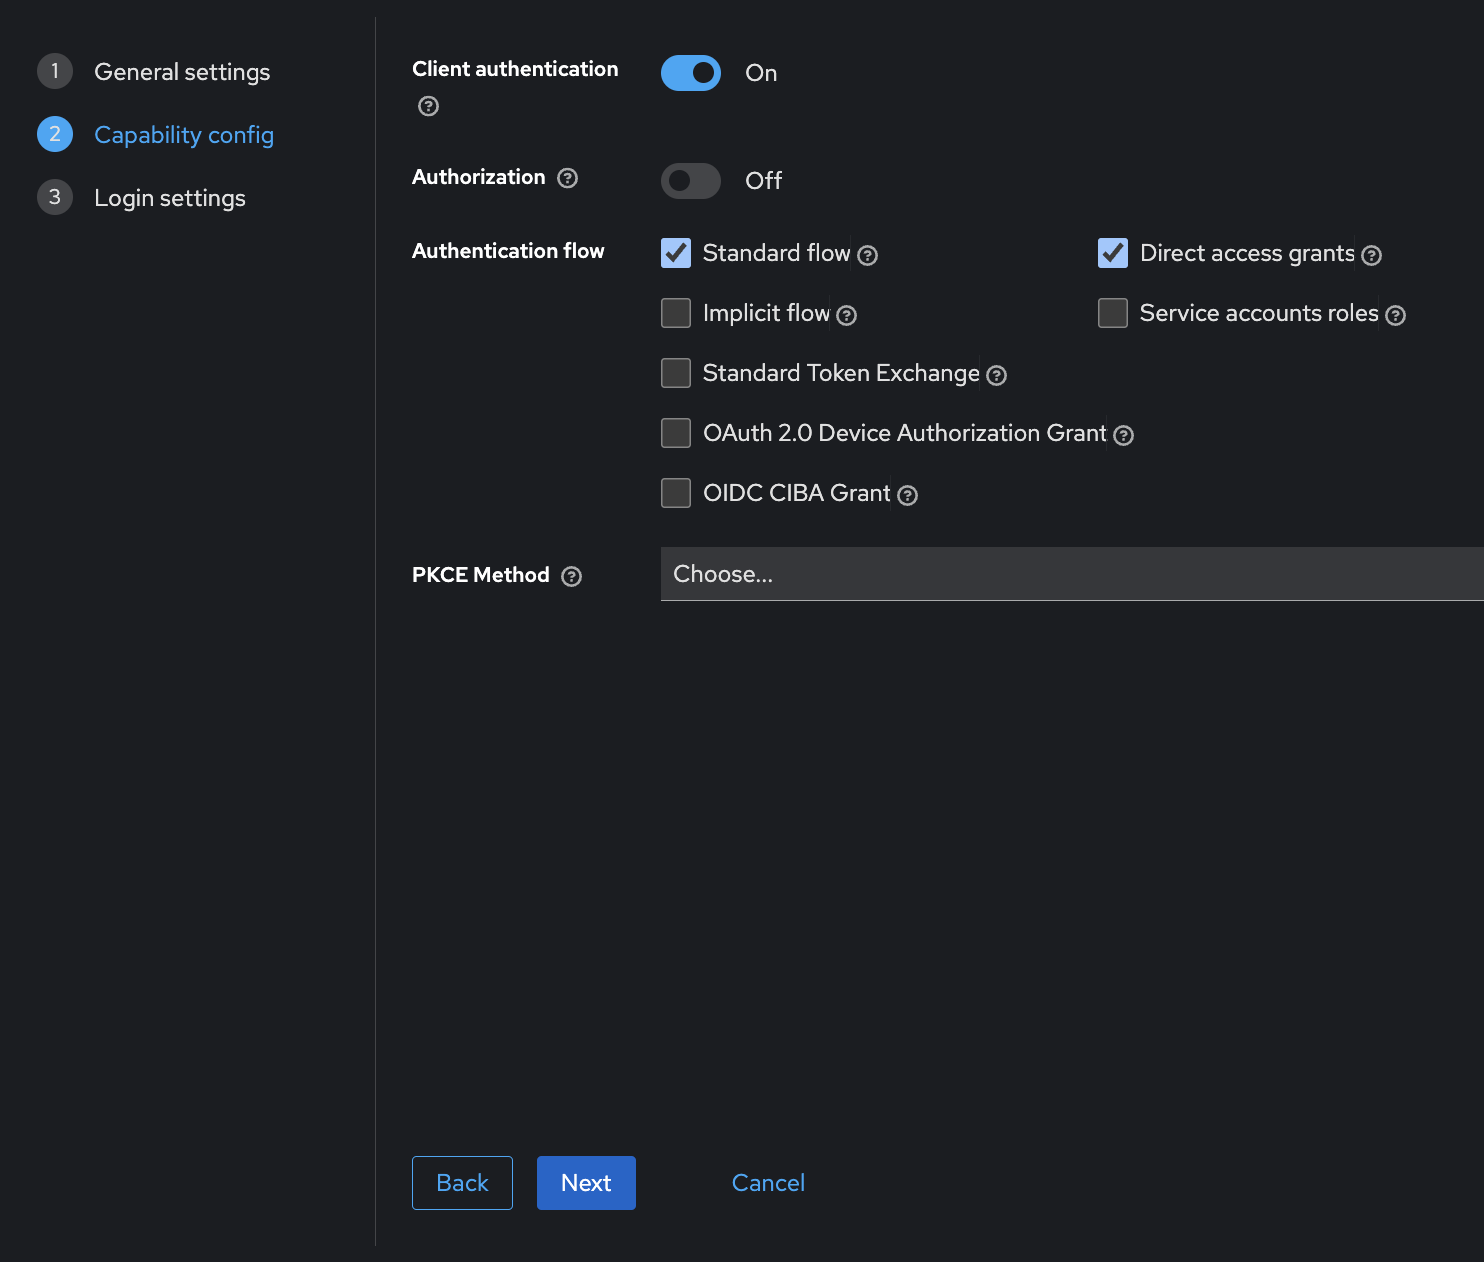 1 General settings
2 Capability config
3 Login settings
Client authentication
On
Authorization
Off
Authentication flow
Standard flow
Direct access grants
Implicit flow
Service accounts roles
Standard Token Exchange
OAuth 2.0 Device Authorization Grant
OIDC CIBA Grant
PKCE Method
Choose...
Back
Next
Cancel